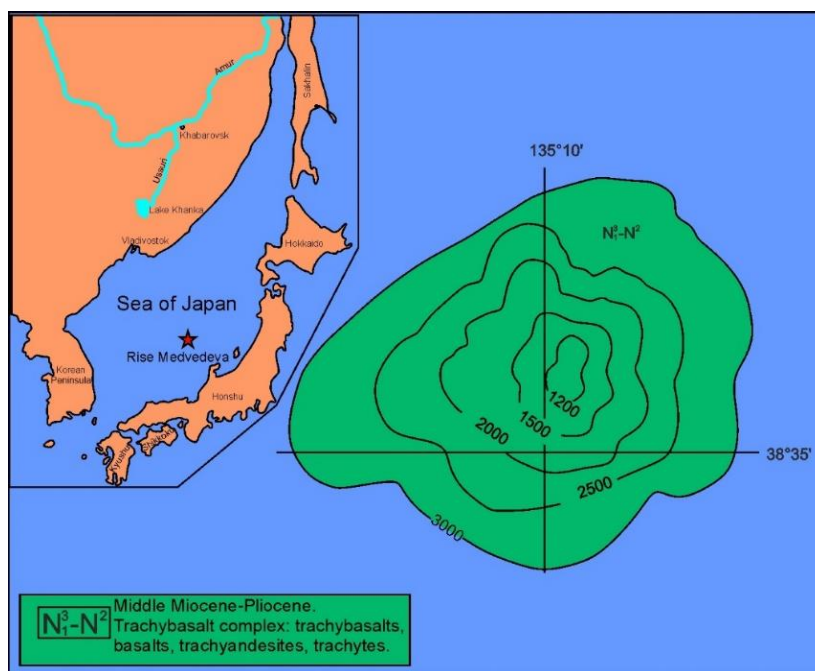 Amur
Sakhalin
Khabarovsk
Ussuri
Lake Khanka
Vladivostok
Hokkaido
Sea of Japan
Rise Medvedeva
Korean
Peninsula
Honshu
Shikkoku
Kyushu
135°10'
N₁³-N²
1200
1500
2000
38°35'
2500
3000
N₁³-N²
Middle Miocene-Pliocene.
Trachybasalt complex: trachybasalts,
basalts, trachyandesites, trachytes.